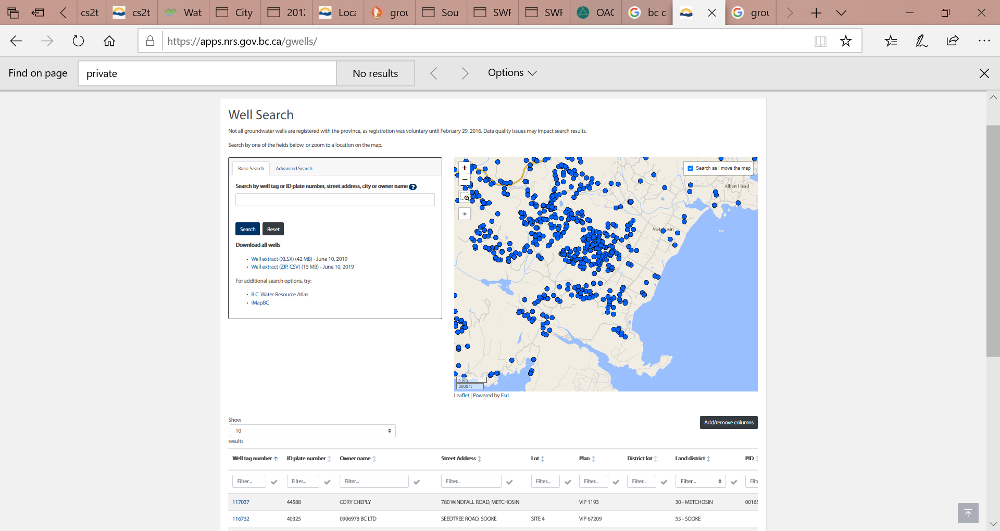 cs2t
cs2t
Wat
City
201:
Loca
grou
Sou
SWF
SWF
OAC
bc c
grou
https://apps.nrs.gov.bc.ca/gwells/
Find on page
private
No results
Options
Well Search
Not all groundwater wells are registered with the province, as registration was voluntary until February 29, 2016. Data quality issues may impact search results.
Search by one of the fields below, or zoom to a location on the map.
Basic Search
Advanced Search
Search by well tag or ID plate number, street address, city or owner name ?
Search
Reset
Download all wells
• Well extract (XLSX) (42 MB) - June 10, 2019
• Well extract (ZIP, CSV) (15 MB) - June 10, 2019
For additional search options, try:
• B.C. Water Resource Atlas
• iMapBC
+
−
Search as I move the map
Albert Head
Metchosin
1 km
3000 ft
Leaflet | Powered by Esri
Show
10
results
Add/remove columns
Well tag number ID plate number Owner name Street Address Lot Plan District lot Land district PID
Filter... Filter... Filter... Filter... Filter... Filter... Filter... Filter... Filt
117037 44588 CORY CHEPLY 780 WINDFALL ROAD, METCHOSIN VIP 1193 30 - METCHOSIN 0016
116732 40325 0906978 BC LTD SEEDTREE ROAD, SOOKE SITE 4 VIP 67209 55 - SOOKE